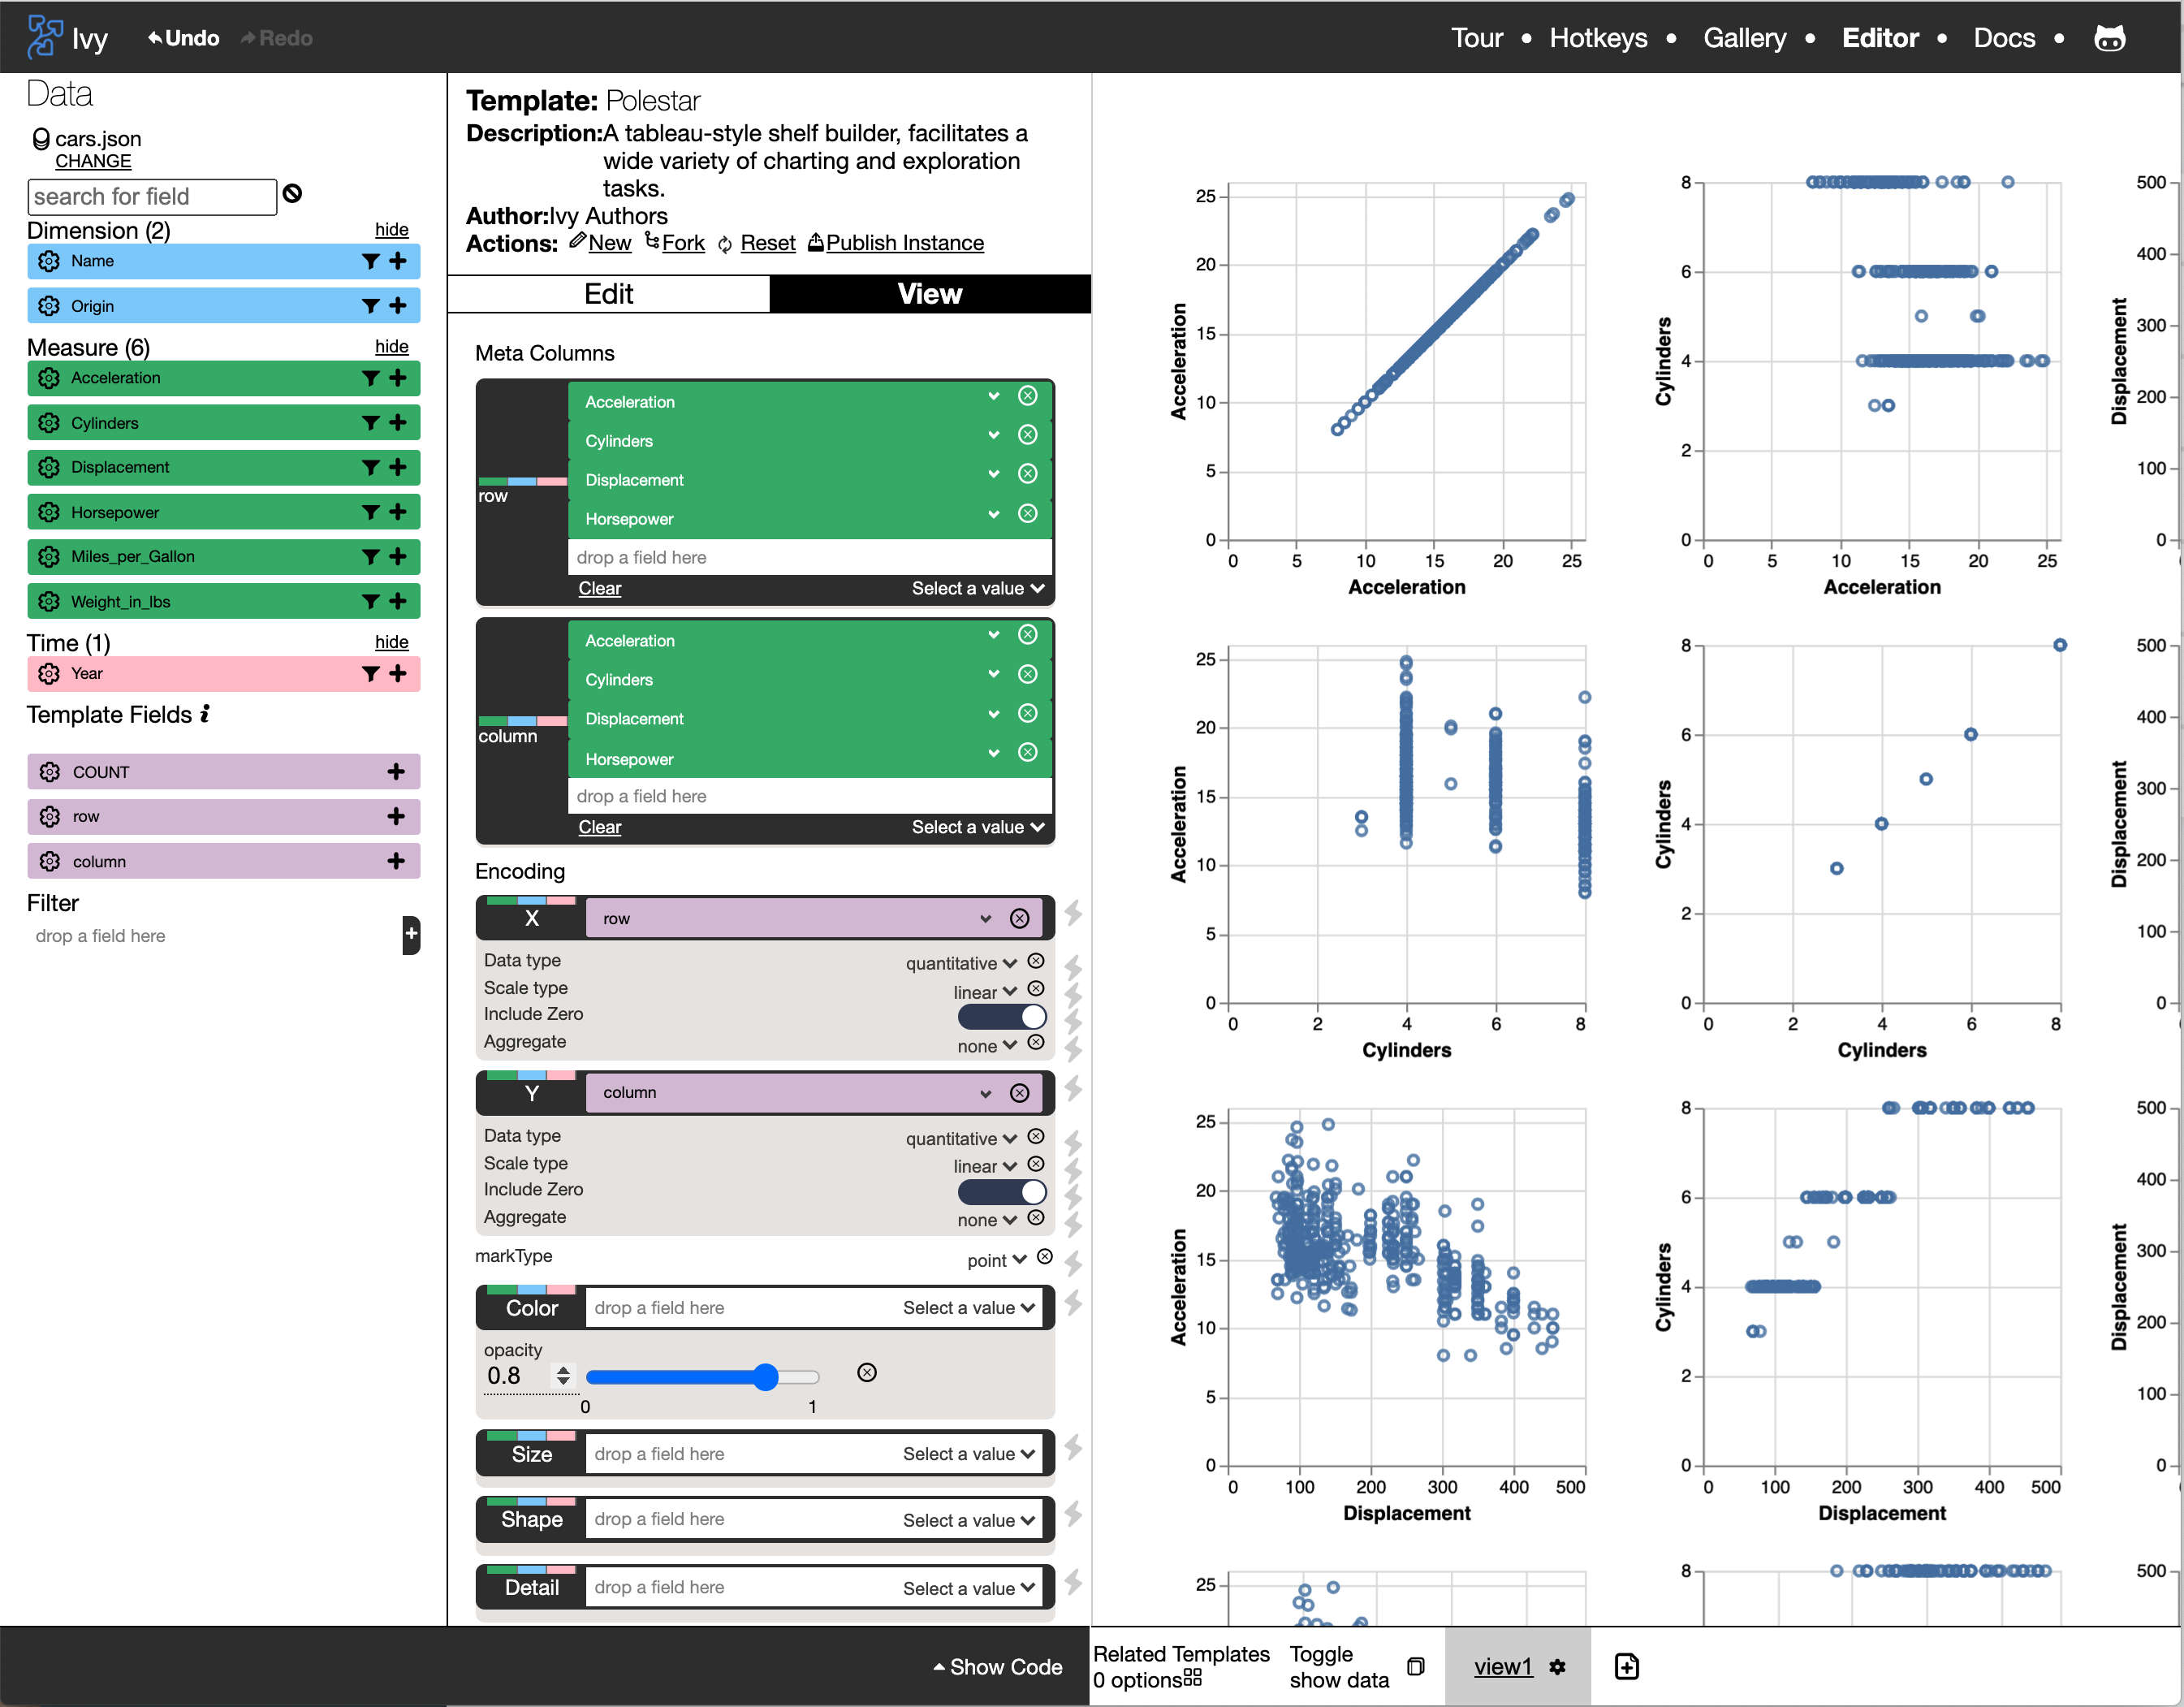 Ivy
Undo
Redo
Tour
Hotkeys
Gallery
Editor
Docs
Data
cars.json
CHANGE
search for field
Dimension (2)
hide
Name
Origin
Measure (6)
hide
Acceleration
Cylinders
Displacement
Horsepower
Miles_per_Gallon
Weight_in_lbs
Time (1)
hide
Year
Template Fields i
COUNT
row
column
Filter
drop a field here
Template: Polestar
Description: A tableau-style shelf builder, facilitates a
wide variety of charting and exploration
tasks.
Author: Ivy Authors
Actions: New Fork Reset Publish Instance
Edit
View
Meta Columns
row
Acceleration
Cylinders
Displacement
Horsepower
drop a field here
Clear
Select a value
column
Acceleration
Cylinders
Displacement
Horsepower
drop a field here
Clear
Select a value
Encoding
X
row
Data type
quantitative
Scale type
linear
Include Zero
Aggregate
none
Y
column
Data type
quantitative
Scale type
linear
Include Zero
Aggregate
none
markType
point
Color
drop a field here
Select a value
opacity
0.8
0 1
Size
drop a field here
Select a value
Shape
drop a field here
Select a value
Detail
drop a field here
Select a value
Show Code
Acceleration
25
20
15
10
5
0
0 5 10 15 20 25
Acceleration
Cylinders
8
6
4
2
0
0 5 10 15 20 25
Acceleration
Displacement
500
400
300
200
100
0
Acceleration
25
20
15
10
5
0
0 2 4 6 8
Cylinders
Cylinders
8
6
4
2
0
0 2 4 6 8
Cylinders
Displacement
500
400
300
200
100
0
Acceleration
25
20
15
10
5
0
0 100 200 300 400 500
Displacement
Cylinders
8
6
4
2
0
0 100 200 300 400 500
Displacement
Displacement
500
400
300
200
100
0
25
8
500
Related Templates
0 options
Toggle
show data
view1